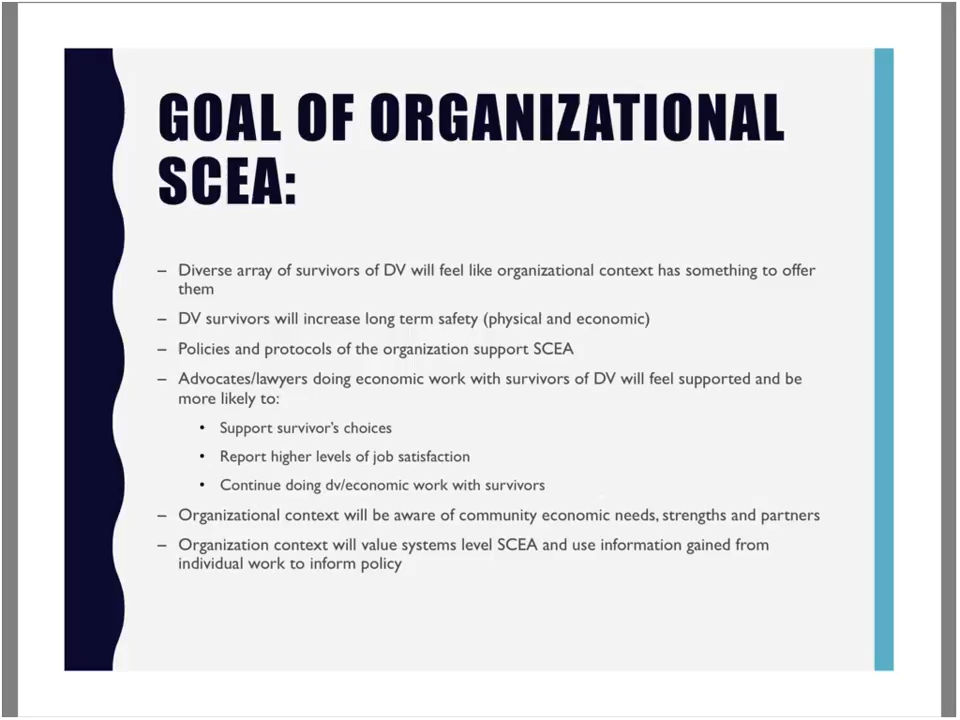 GOAL OF ORGANIZATIONAL
SCEA:
– Diverse array of survivors of DV will feel like organizational context has something to offer
them
– DV survivors will increase long term safety (physical and economic)
– Policies and protocols of the organization support SCEA
– Advocates/lawyers doing economic work with survivors of DV will feel supported and be
more likely to:
• Support survivor's choices
• Report higher levels of job satisfaction
• Continue doing dv/economic work with survivors
– Organizational context will be aware of community economic needs, strengths and partners
– Organization context will value systems level SCEA and use information gained from
individual work to inform policy